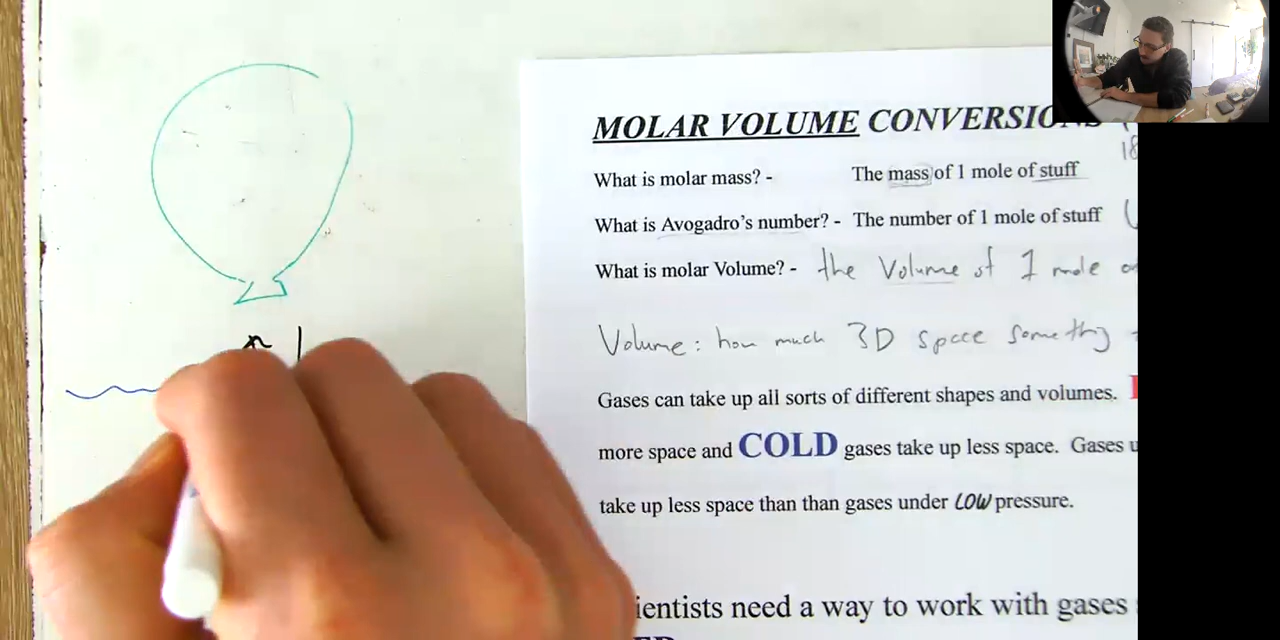 MOLAR VOLUME CONVERSIONS
18
What is molar mass? - The mass of 1 mole of stuff
What is Avogadro's number? - The number of 1 mole of stuff
What is molar Volume? - the Volume of 1 mole
Volume: how much 3D space somethg
Gases can take up all sorts of different shapes and volumes.
more space and COLD gases take up less space. Gases u
take up less space than than gases under LOW pressure.
ientists need a way to work with gases